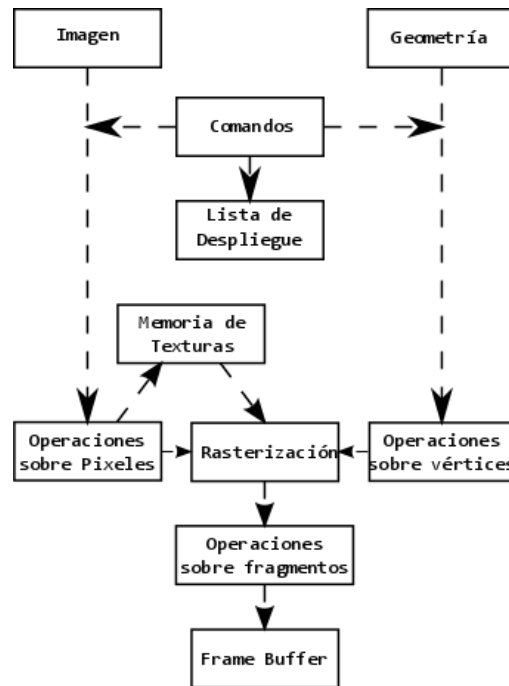 Imagen
Geometría
Comandos
Lista de
Despliegue
Memoria de
Texturas
Operaciones
sobre Pixeles
Rasterización
Operaciones
sobre vértices
Operaciones
sobre fragmentos
Frame Buffer